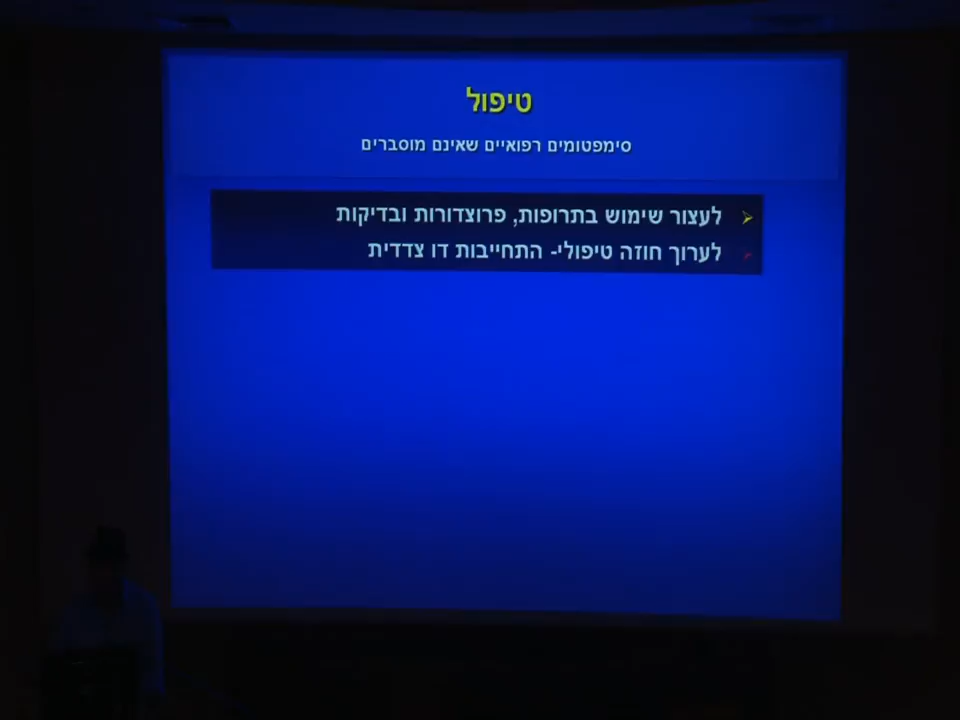 טיפול
סימפטומים רפואיים שאינם מוסברים
לעצור שימוש בתרופות, פרוצדורות ובדיקות
לערוך חוזה טיפולי- התחייבות דו צדדית